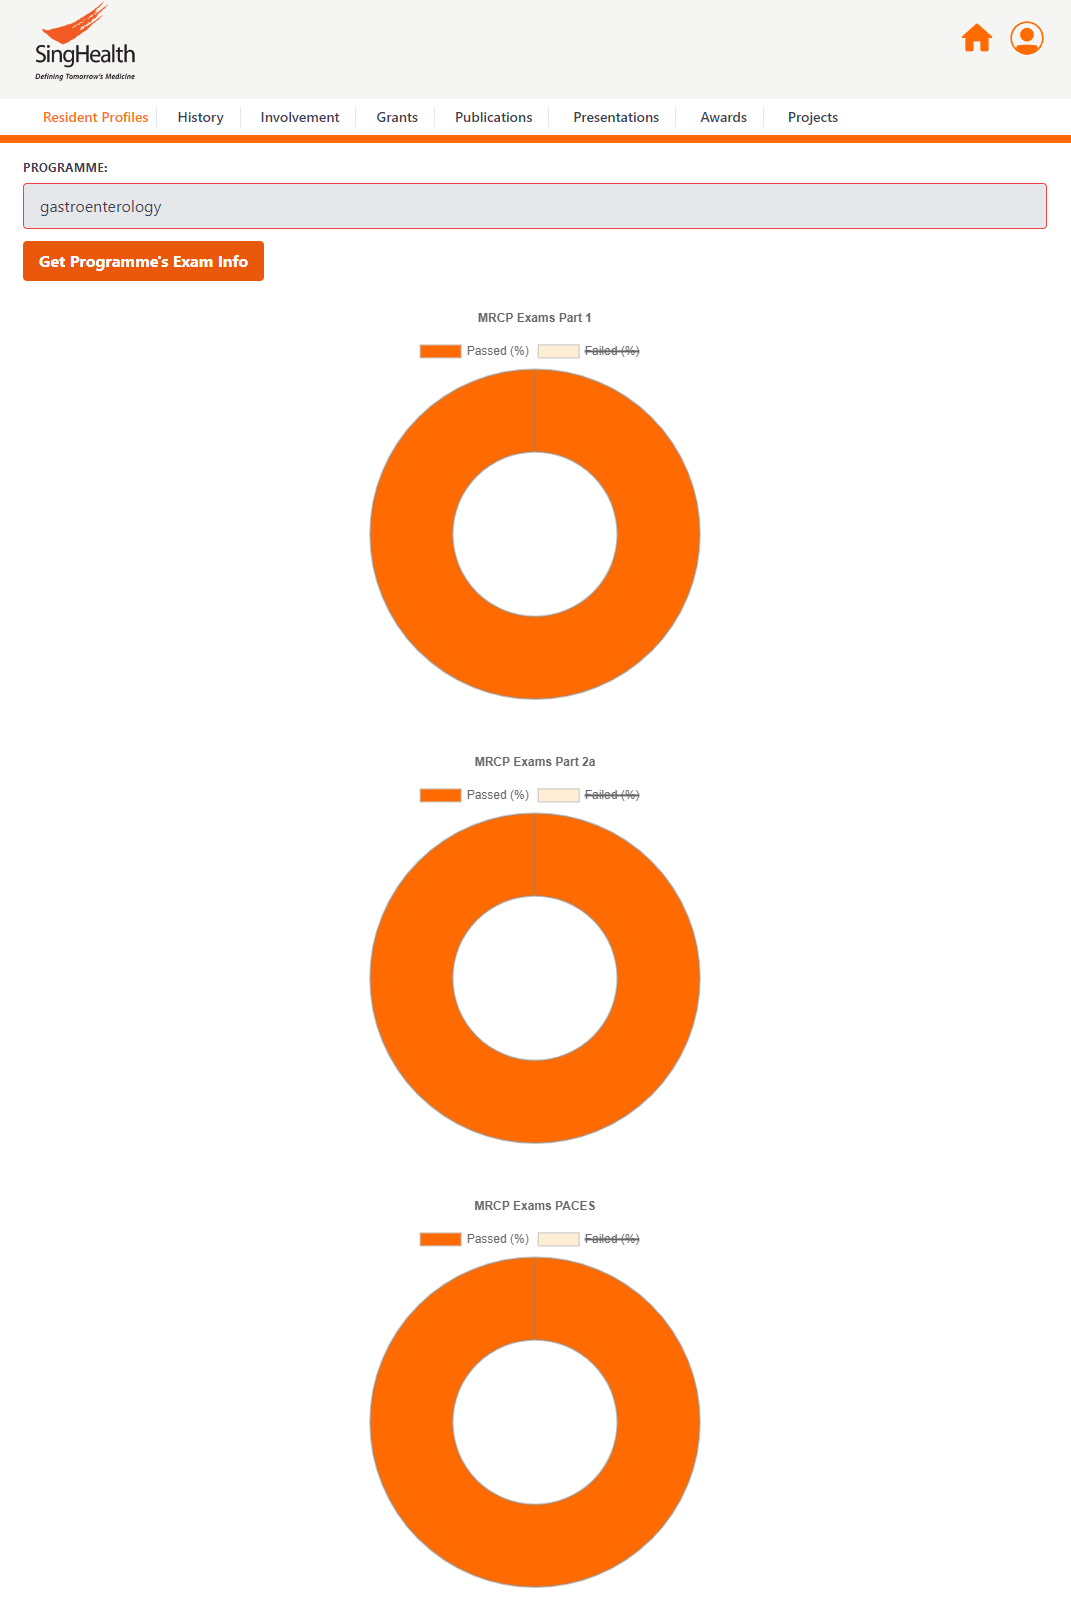 SingHealth
Defining Tomorrow's Medicine
Resident Profiles History Involvement Grants Publications Presentations Awards Projects
PROGRAMME:
gastroenterology
Get Programme's Exam Info
MRCP Exams Part 1
Passed (%) Failed (%)
MRCP Exams Part 2a
Passed (%) Failed (%)
MRCP Exams PACES
Passed (%) Failed (%)